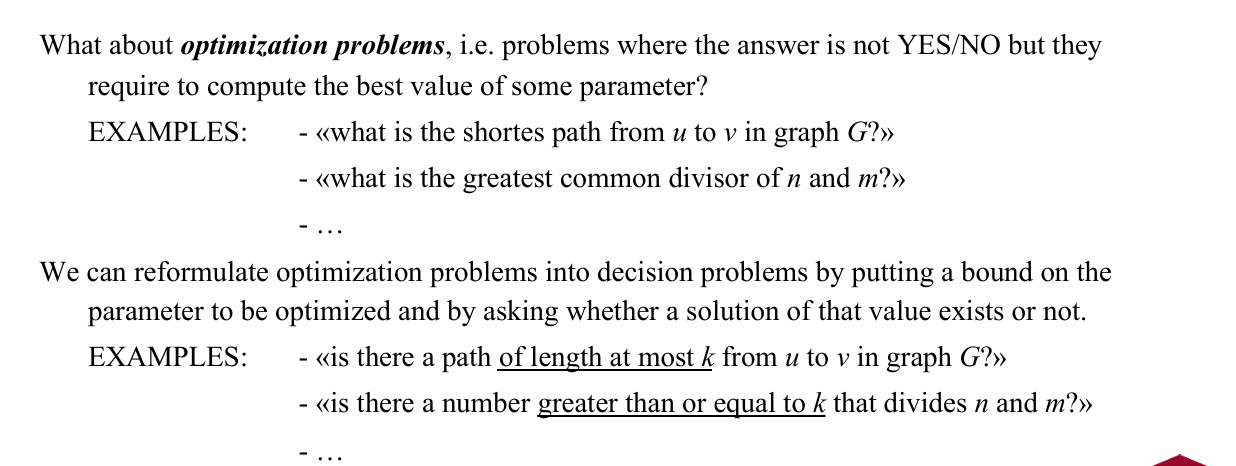 What about optimization problems, i.e. problems where the answer is not YES/NO but they
require to compute the best value of some parameter?
EXAMPLES: - «what is the shortes path from u to v in graph G?»
- «what is the greatest common divisor of n and m?»
- …
We can reformulate optimization problems into decision problems by putting a bound on the
parameter to be optimized and by asking whether a solution of that value exists or not.
EXAMPLES: - «is there a path of length at most k from u to v in graph G?»
- «is there a number greater than or equal to k that divides n and m?»
- …